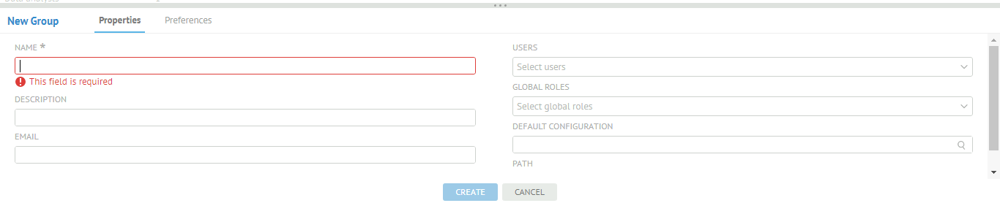 New Group
Properties
Preferences
NAME *
This field is required
DESCRIPTION
EMAIL
USERS
Select users
GLOBAL ROLES
Select global roles
DEFAULT CONFIGURATION
PATH
CREATE
CANCEL